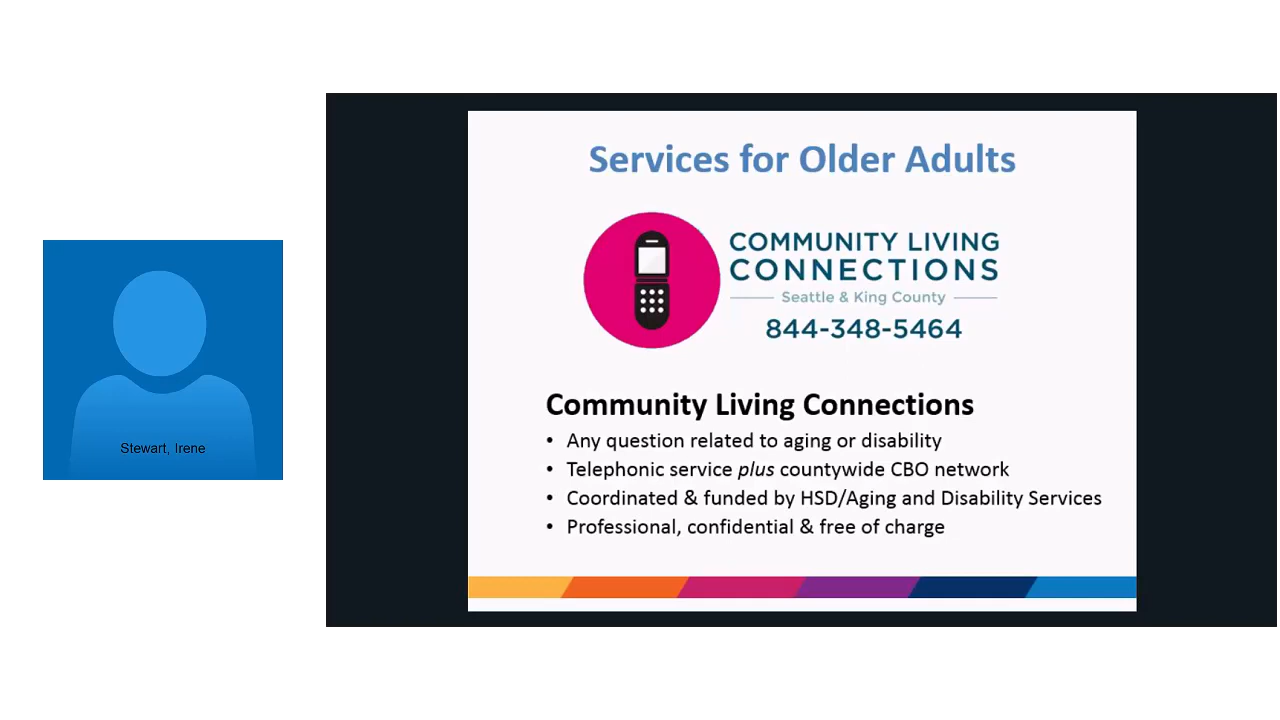 Stewart, Irene
Services for Older Adults
COMMUNITY LIVING
CONNECTIONS
Seattle & King County
844-348-5464
Community Living Connections
• Any question related to aging or disability
• Telephonic service plus countywide CBO network
• Coordinated & funded by HSD/Aging and Disability Services
• Professional, confidential & free of charge